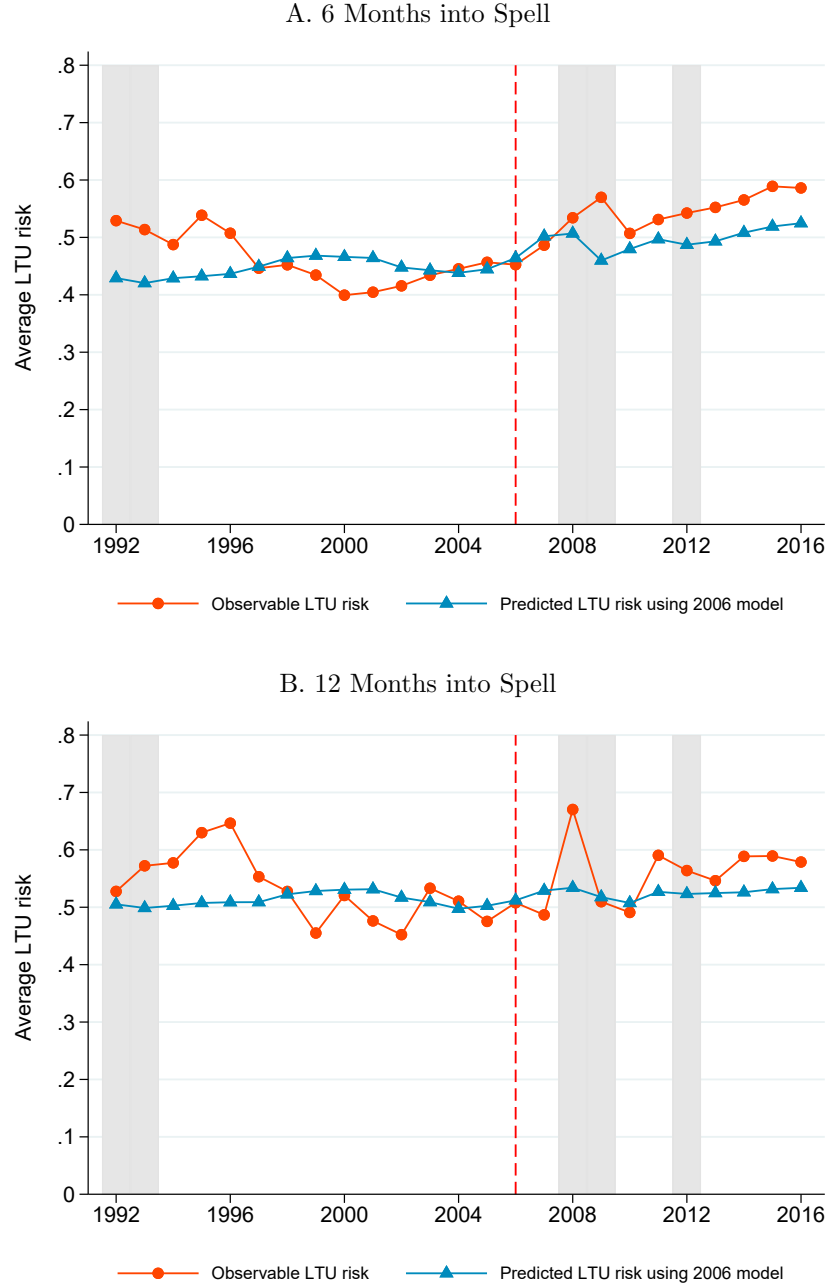 A. 6 Months into Spell
.8
.7
.6
.5
.4
.3
.2
.1
0
Average LTU risk
1992 1996 2000 2004 2008 2012 2016
Observable LTU risk Predicted LTU risk using 2006 model
B. 12 Months into Spell
.8
.7
.6
.5
.4
.3
.2
.1
0
Average LTU risk
1992 1996 2000 2004 2008 2012 2016
Observable LTU risk Predicted LTU risk using 2006 model